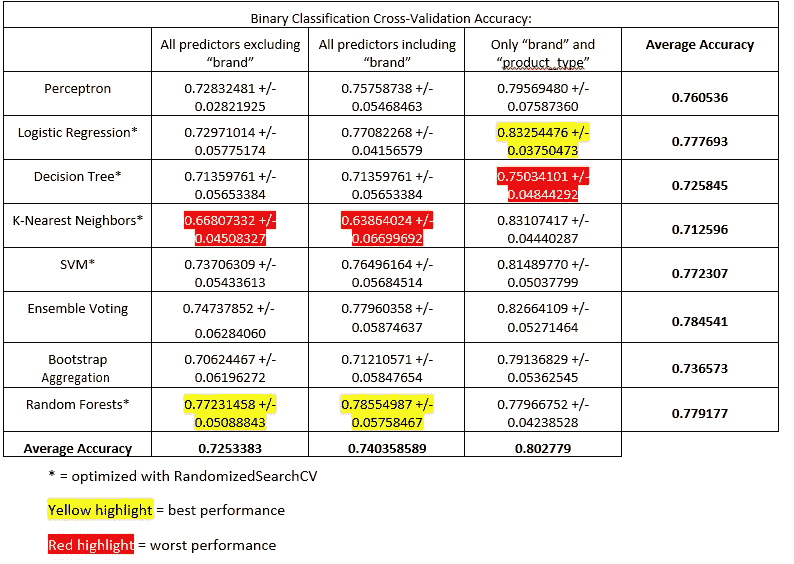 Binary Classification Cross-Validation Accuracy:
All predictors excluding
“brand”
All predictors including
“brand”
Only “brand” and
“product_type”
Average Accuracy
Perceptron
0.72832481 +/-
0.02821925
0.75758738 +/-
0.05468463
0.79569480 +/-
0.07587360
0.760536
Logistic Regression*
0.72971014 +/-
0.05775174
0.77082268 +/-
0.04156579
0.83254476 +/-
0.03750473
0.777693
Decision Tree*
0.71359761 +/-
0.05653384
0.71359761 +/-
0.05653384
0.75034101 +/-
0.04844292
0.725845
K-Nearest Neighbors*
0.66807332 +/-
0.04508327
0.63864024 +/-
0.06699692
0.83107417 +/-
0.04440287
0.712596
SVM*
0.73706309 +/-
0.05433613
0.76496164 +/-
0.05684514
0.81489770 +/-
0.05037799
0.772307
Ensemble Voting
0.74737852 +/-
0.06284060
0.77960358 +/-
0.05874637
0.82664109 +/-
0.05271464
0.784541
Bootstrap
Aggregation
0.70624467 +/-
0.06196272
0.71210571 +/-
0.05847654
0.79136829 +/-
0.05362545
0.736573
Random Forests*
0.77231458 +/-
0.05088843
0.78554987 +/-
0.05758467
0.77966752 +/-
0.04238528
0.779177
Average Accuracy
0.7253383
0.740358589
0.802779
* = optimized with RandomizedSearchCV
Yellow highlight = best performance
Red highlight = worst performance